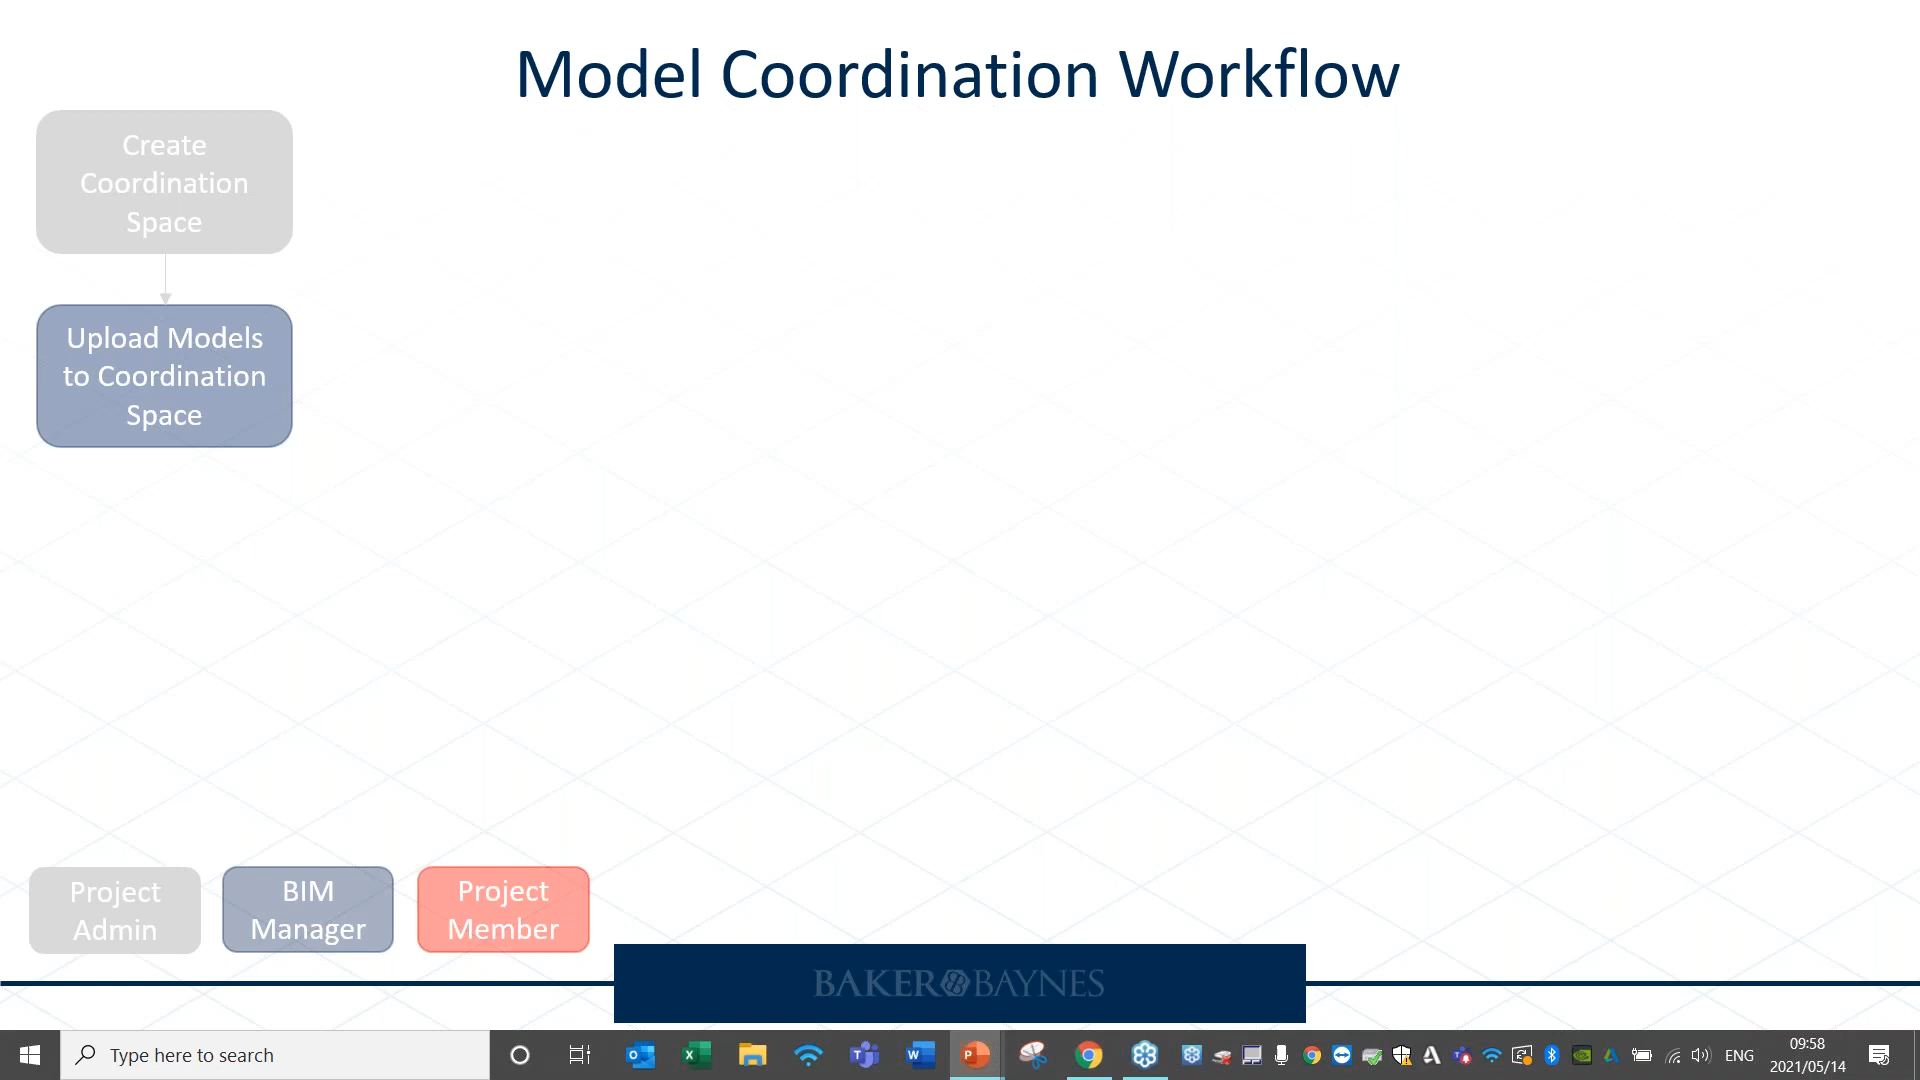 Model Coordination Workflow
Create
Coordination
Space
Upload Models
to Coordination
Space
Project
Admin
BIM
Manager
Project
Member
BAKER BAYNES
Type here to search
ENG
09:58
2021/05/14